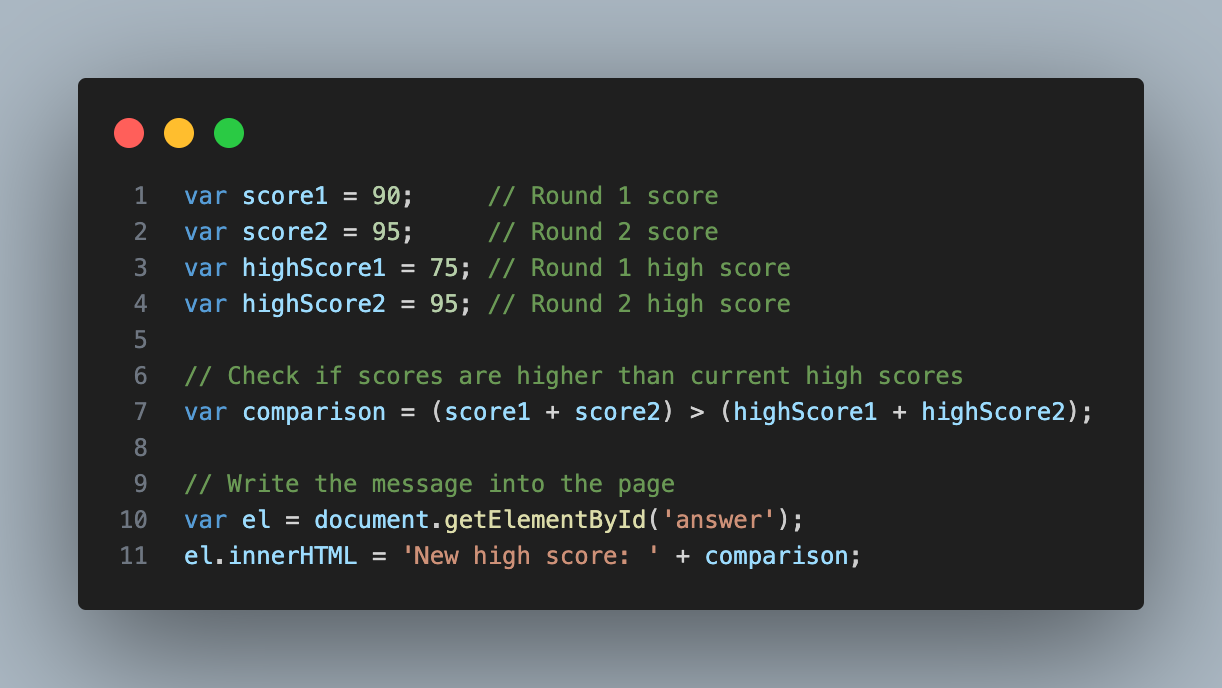 1 var score1 = 90;     // Round 1 score
2 var score2 = 95;     // Round 2 score
3 var highScore1 = 75; // Round 1 high score
4 var highScore2 = 95; // Round 2 high score
5
6 // Check if scores are higher than current high scores
7 var comparison = (score1 + score2) > (highScore1 + highScore2);
8
9 // Write the message into the page
10 var el = document.getElementById('answer');
11 el.innerHTML = 'New high score: ' + comparison;